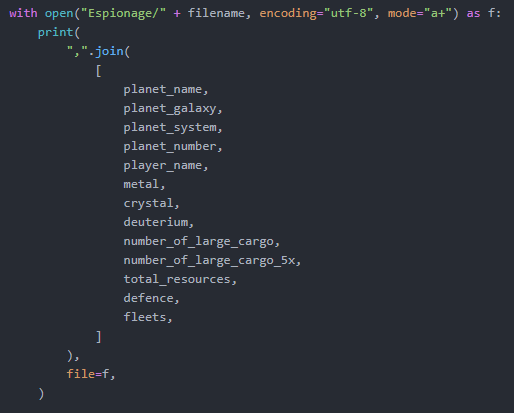 with open("Espionage/" + filename, encoding="utf-8", mode="a+") as f:
    print(
        ",".join(
            [
                planet_name,
                planet_galaxy,
                planet_system,
                planet_number,
                player_name,
                metal,
                crystal,
                deuterium,
                number_of_large_cargo,
                number_of_large_cargo_5x,
                total_resources,
                defence,
                fleets,
            ]
        ),
        file=f,
    )